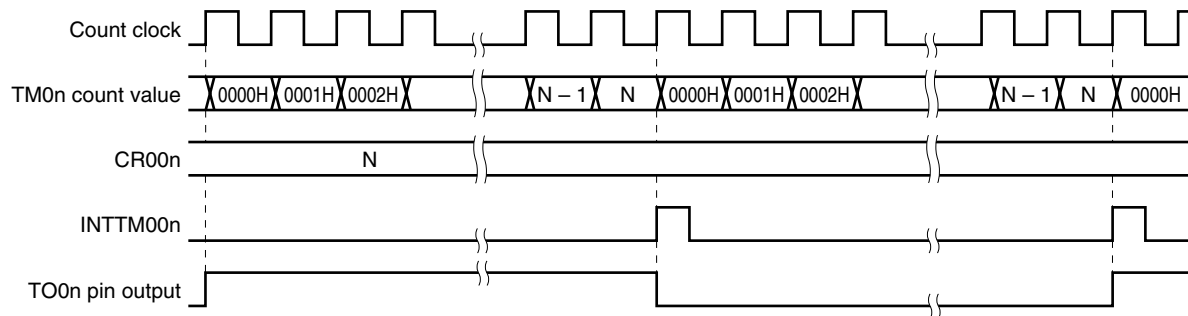 Count clock
TM0n count value 0000H 0001H 0002H N – 1 N 0000H 0001H 0002H N – 1 N 0000H
CR00n N
INTTM00n
TO0n pin output